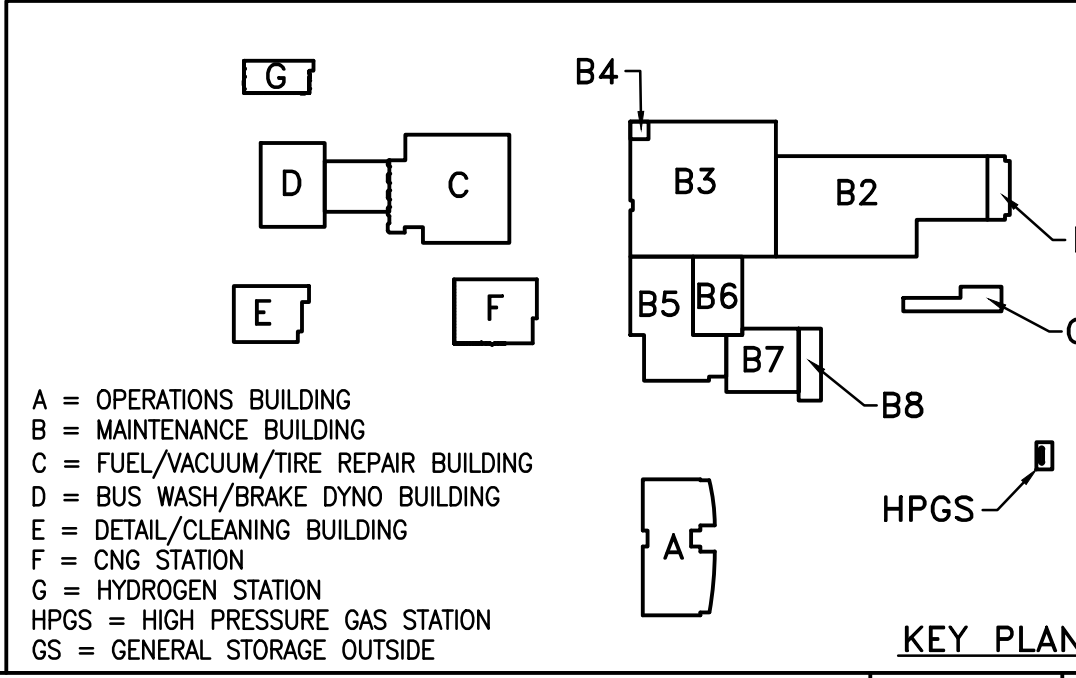 G
B4
D
C
B3
B2
E
F
B5
B6
B7
B8
A = OPERATIONS BUILDING
B = MAINTENANCE BUILDING
C = FUEL/VACUUM/TIRE REPAIR BUILDING
D = BUS WASH/BRAKE DYNO BUILDING
E = DETAIL/CLEANING BUILDING
F = CNG STATION
G = HYDROGEN STATION
HPGS = HIGH PRESSURE GAS STATION
GS = GENERAL STORAGE OUTSIDE
HPGS
A
KEY PLAN